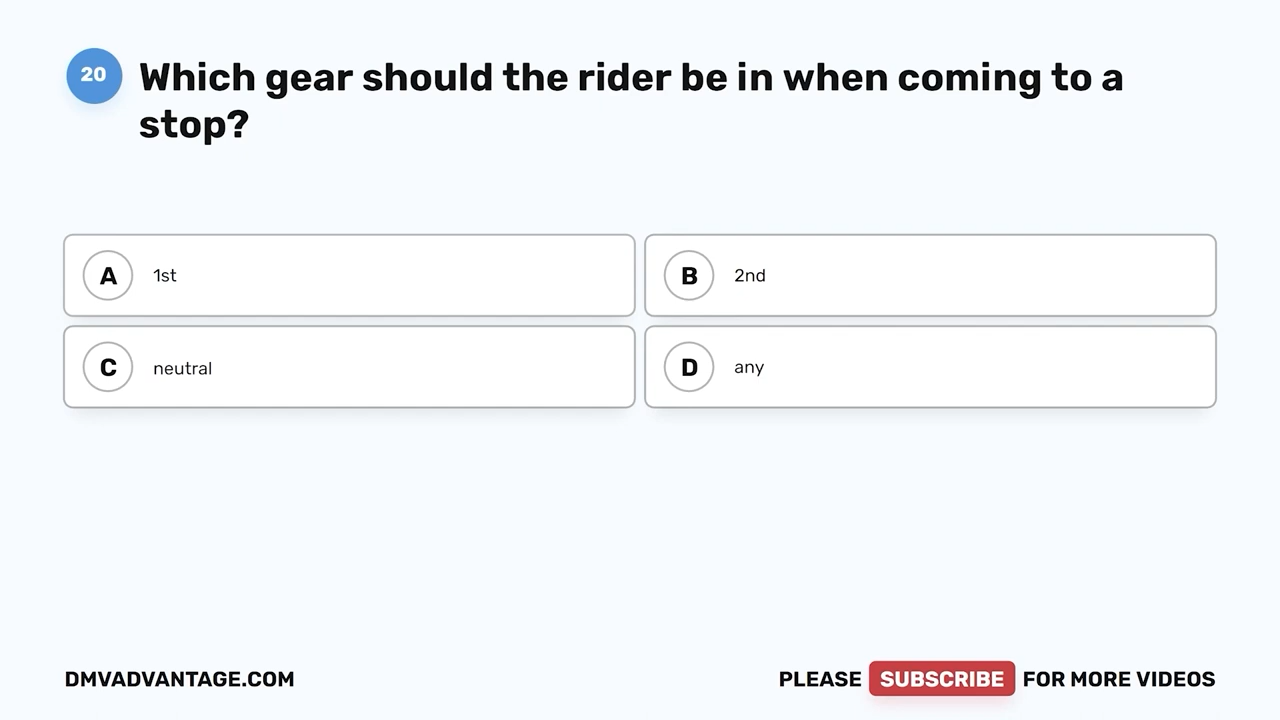 20
Which gear should the rider be in when coming to a
stop?
A 1st
B 2nd
C neutral
D any
DMVADVANTAGE.COM
PLEASE SUBSCRIBE FOR MORE VIDEOS